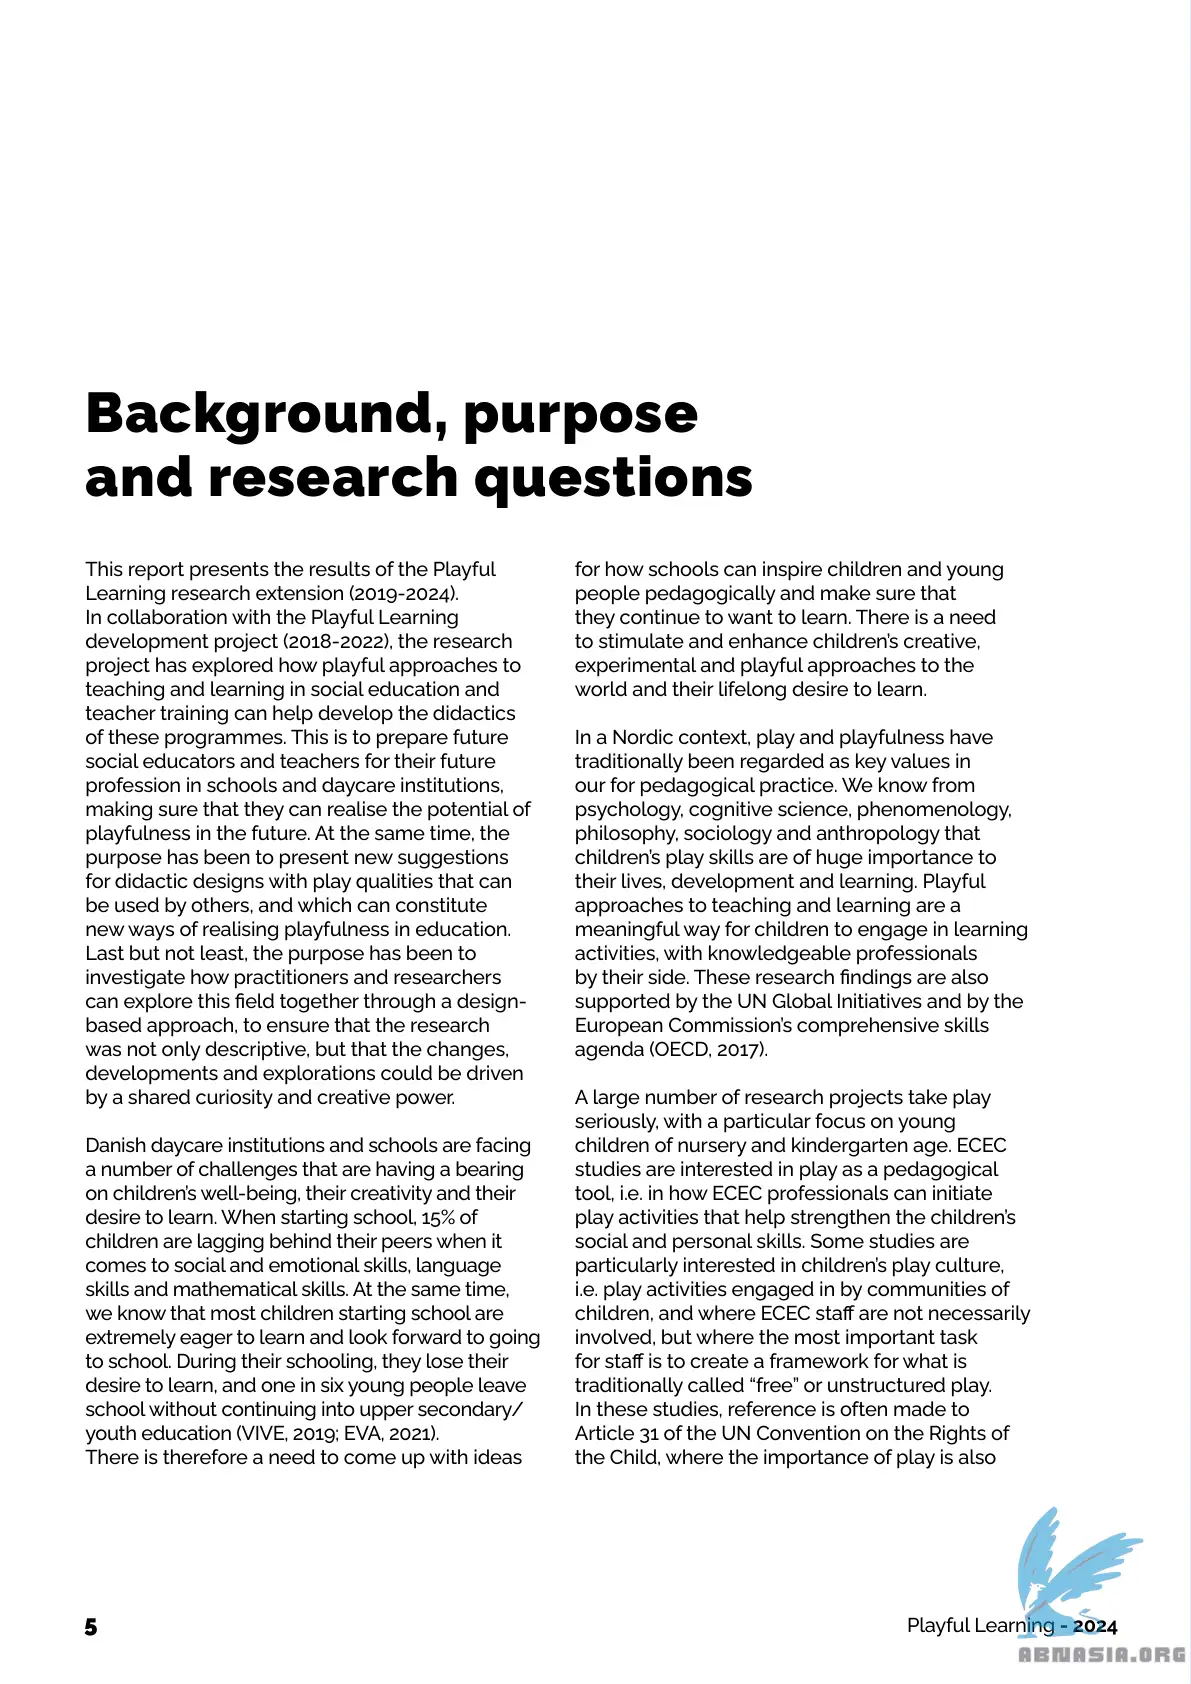 Background, purpose
and research questions
This report presents the results of the Playful
Learning research extension (2019-2024).
In collaboration with the Playful Learning
development project (2018-2022), the research
project has explored how playful approaches to
teaching and learning in social education and
teacher training can help develop the didactics
of these programmes. This is to prepare future
social educators and teachers for their future
profession in schools and daycare institutions,
making sure that they can realise the potential of
playfulness in the future. At the same time, the
purpose has been to present new suggestions
for didactic designs with play qualities that can
be used by others, and which can constitute
new ways of realising playfulness in education.
Last but not least, the purpose has been to
investigate how practitioners and researchers
can explore this field together through a design-
based approach, to ensure that the research
was not only descriptive, but that the changes,
developments and explorations could be driven
by a shared curiosity and creative power.
Danish daycare institutions and schools are facing
a number of challenges that are having a bearing
on children's well-being, their creativity and their
desire to learn. When starting school, 15% of
children are lagging behind their peers when it
comes to social and emotional skills, language
skills and mathematical skills. At the same time,
we know that most children starting school are
extremely eager to learn and look forward to going
to school. During their schooling, they lose their
desire to learn, and one in six young people leave
school without continuing into upper secondary/
youth education (VIVE, 2019; EVA, 2021).
There is therefore a need to come up with ideas
for how schools can inspire children and young
people pedagogically and make sure that
they continue to want to learn. There is a need
to stimulate and enhance children's creative,
experimental and playful approaches to the
world and their lifelong desire to learn.
In a Nordic context, play and playfulness have
traditionally been regarded as key values in
our for pedagogical practice. We know from
psychology, cognitive science, phenomenology,
philosophy, sociology and anthropology that
children's play skills are of huge importance to
their lives, development and learning. Playful
approaches to teaching and learning are a
meaningful way for children to engage in learning
activities, with knowledgeable professionals
by their side. These research findings are also
supported by the UN Global Initiatives and by the
European Commission's comprehensive skills
agenda (OECD, 2017).
A large number of research projects take play
seriously, with a particular focus on young
children of nursery and kindergarten age. ECEC
studies are interested in play as a pedagogical
tool, i.e. in how ECEC professionals can initiate
play activities that help strengthen the children's
social and personal skills. Some studies are
particularly interested in children's play culture,
i.e. play activities engaged in by communities of
children, and where ECEC staff are not necessarily
involved, but where the most important task
for staff is to create a framework for what is
traditionally called “free” or unstructured play.
In these studies, reference is often made to
Article 31 of the UN Convention on the Rights of
the Child, where the importance of play is also
5
Playful Learning - 2024
ABNASIA.ORG